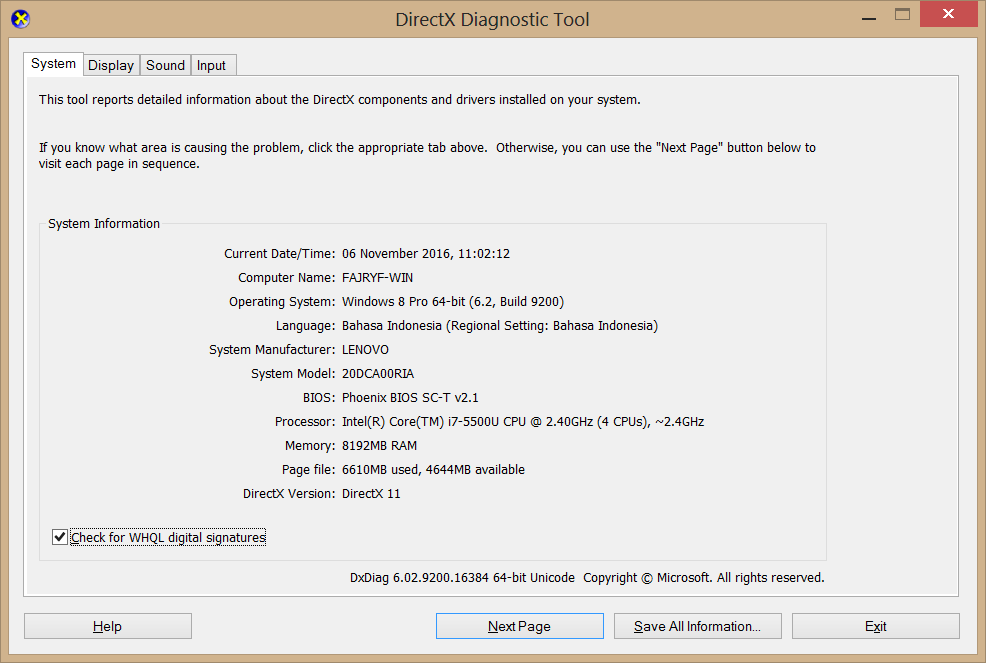 DirectX Diagnostic Tool
System Display Sound Input
This tool reports detailed information about the DirectX components and drivers installed on your system.
If you know what area is causing the problem, click the appropriate tab above.  Otherwise, you can use the "Next Page" button below to
visit each page in sequence.
System Information
Current Date/Time: 06 November 2016, 11:02:12
Computer Name: FAJRYF-WIN
Operating System: Windows 8 Pro 64-bit (6.2, Build 9200)
Language: Bahasa Indonesia (Regional Setting: Bahasa Indonesia)
System Manufacturer: LENOVO
System Model: 20DCA00RIA
BIOS: Phoenix BIOS SC-T v2.1
Processor: Intel(R) Core(TM) i7-5500U CPU @ 2.40GHz (4 CPUs), ~2.4GHz
Memory: 8192MB RAM
Page file: 6610MB used, 4644MB available
DirectX Version: DirectX 11
Check for WHQL digital signatures
DxDiag 6.02.9200.16384 64-bit Unicode  Copyright © Microsoft. All rights reserved.
Help Next Page Save All Information... Exit